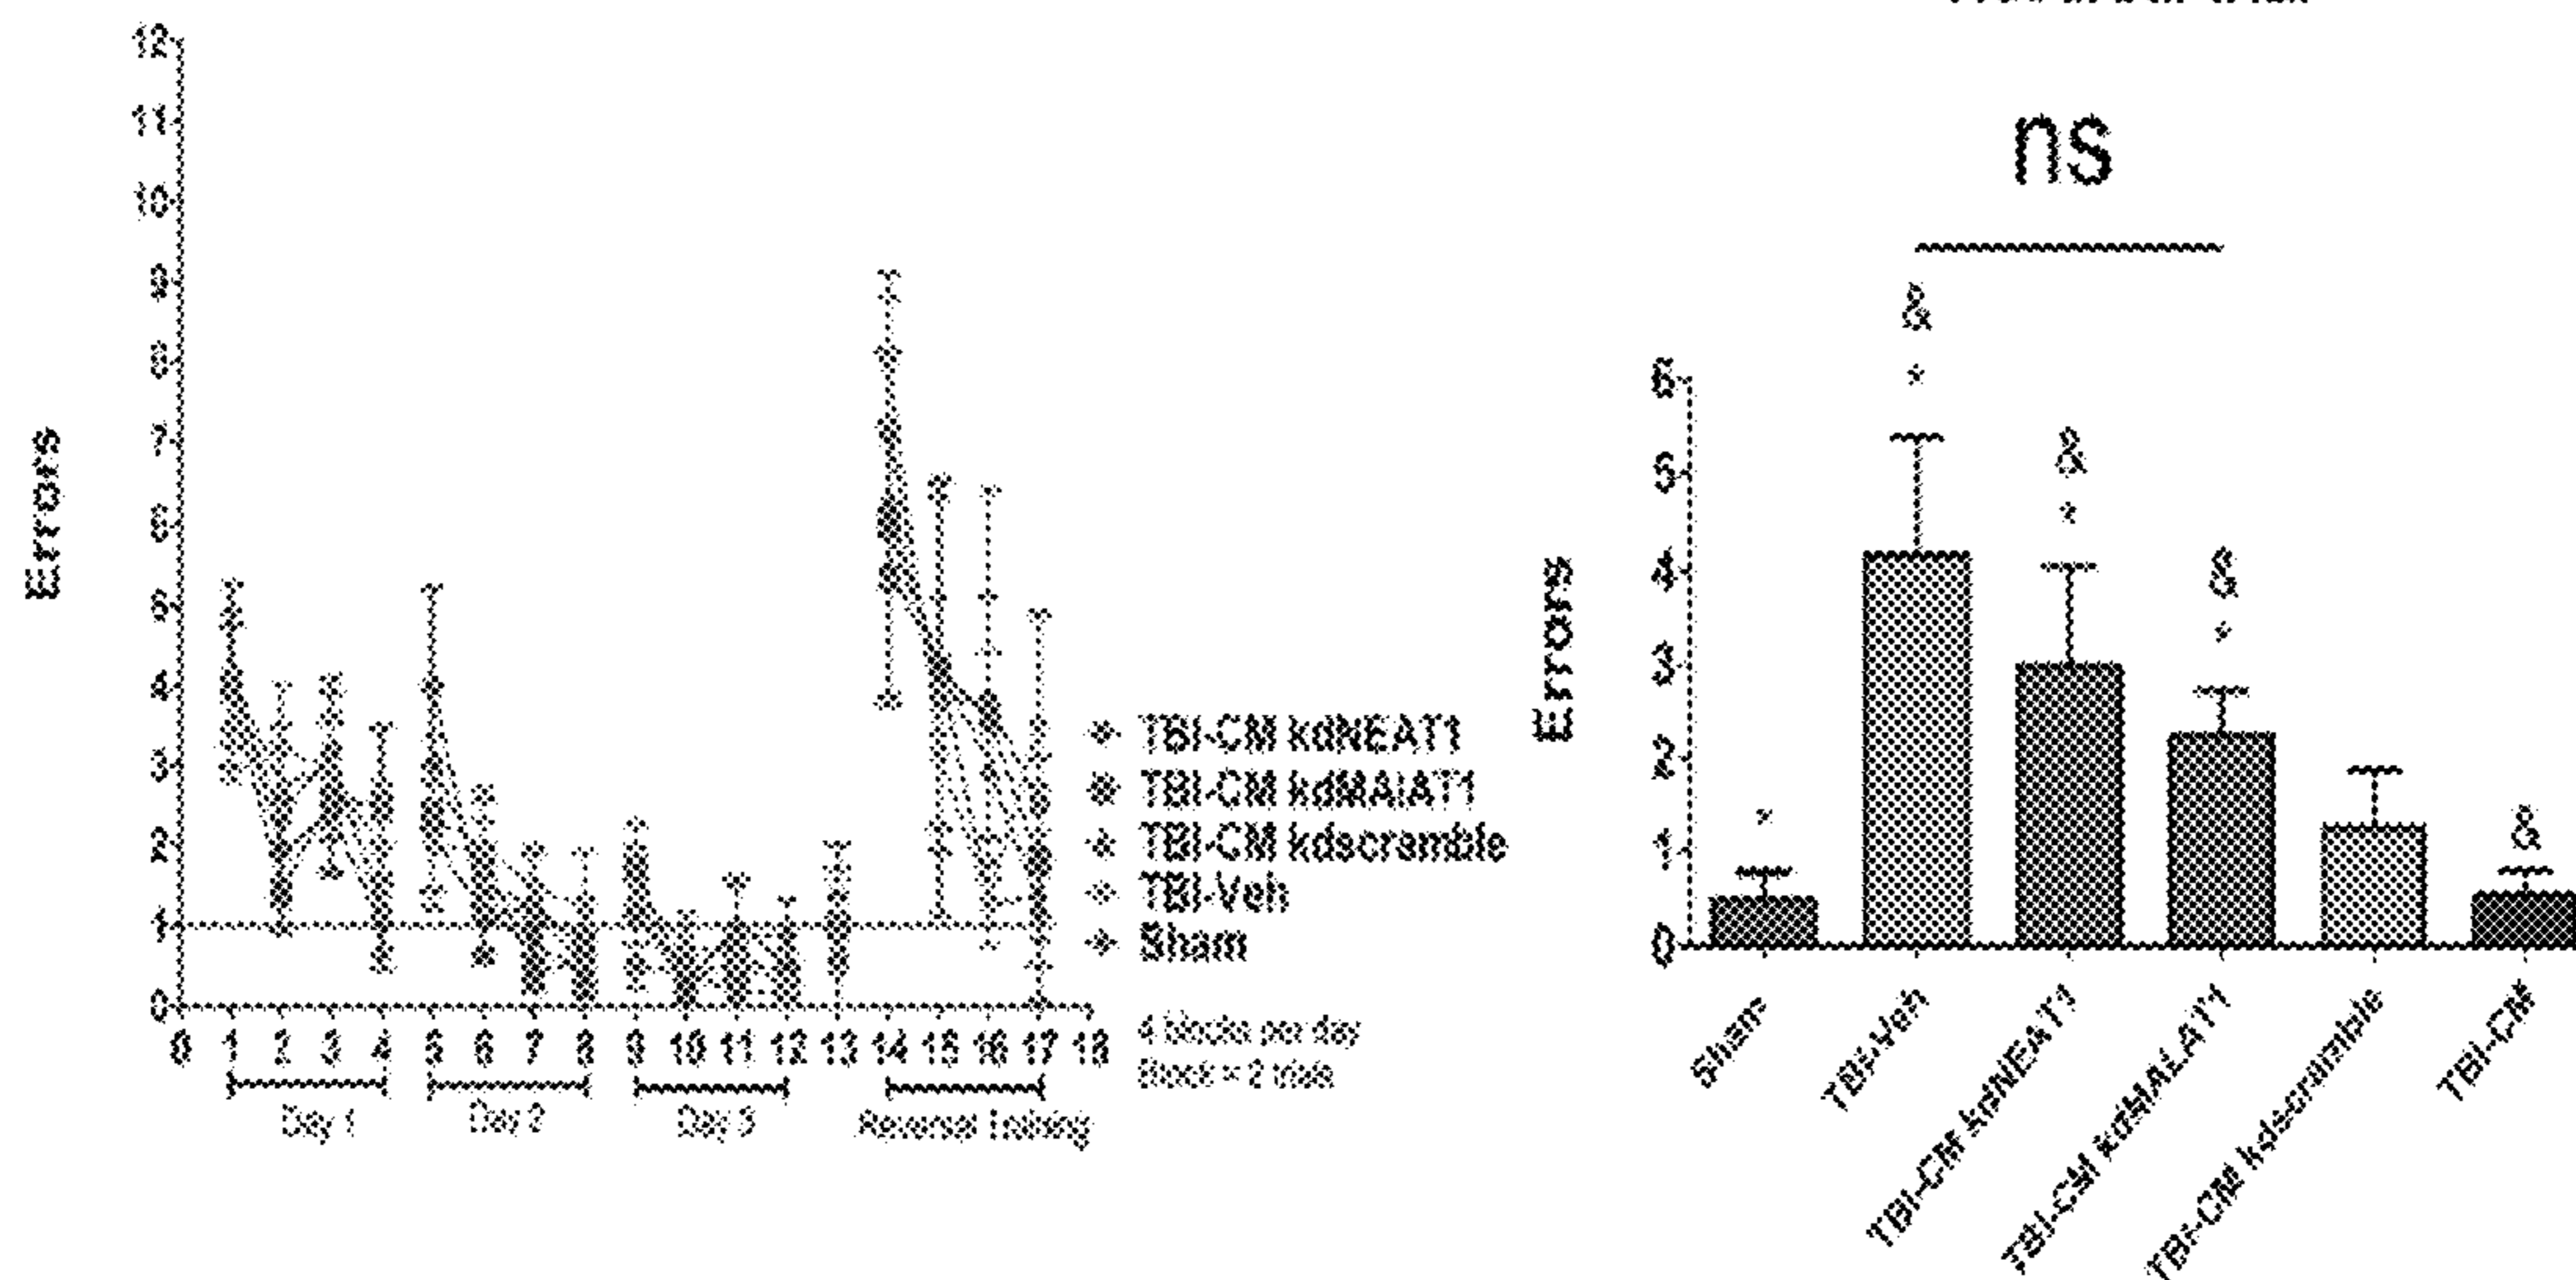 12
11
10
9
8
7
6
5
4
3
2
1
0
Errors
0 1 2 3 4 5 6 7 8 9 10 11 12 13 14 15 16 17 18
Day 1
Day 2
Day 3
Reversal training
TBI-CM kdNEAT1
TBI-CM kdMAlAT1
TBI-CM kdscramble
TBI-Veh
Sham
4 blocks per day
Block = 2 trials
ns
&
*
&
*
&
*
*
&
6
5
4
3
2
1
0
Errors
Sham
TBI-Veh
TBI-CM kdNEAT1
TBI-CM kdMALAT1
TBI-CM kdscramble
TBI-CM